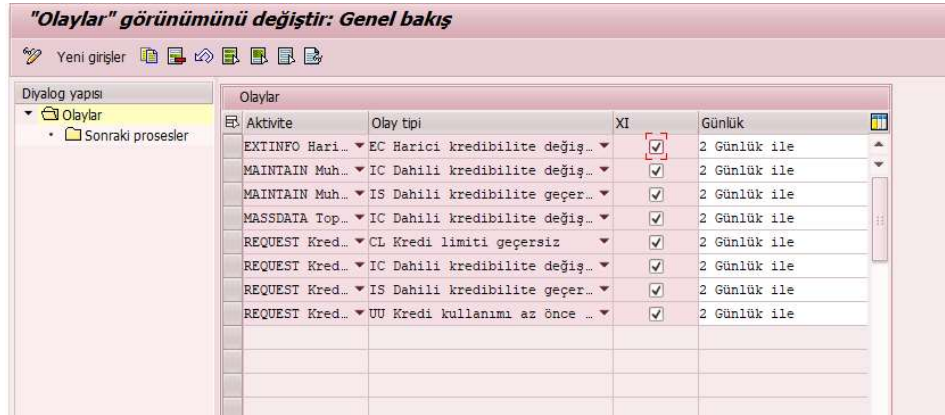 "Olaylar" görünümünü değiştir: Genel bakış
Yeni girişler
Diyalog yapısı
Olaylar
Sonraki prosesler
Olaylar
Aktivite Olay tipi XI Günlük
EXTINFO Hari… EC Harici kredibilite değiş… 2 Günlük ile
MAINTAIN Muh… IC Dahili kredibilite değiş… 2 Günlük ile
MAINTAIN Muh… IS Dahili kredibilite geçer… 2 Günlük ile
MASSDATA Top… IC Dahili kredibilite değiş… 2 Günlük ile
REQUEST Kred… CL Kredi limiti geçersiz 2 Günlük ile
REQUEST Kred… IC Dahili kredibilite değiş… 2 Günlük ile
REQUEST Kred… IS Dahili kredibilite geçer… 2 Günlük ile
REQUEST Kred… UU Kredi kullanımı az önce … 2 Günlük ile